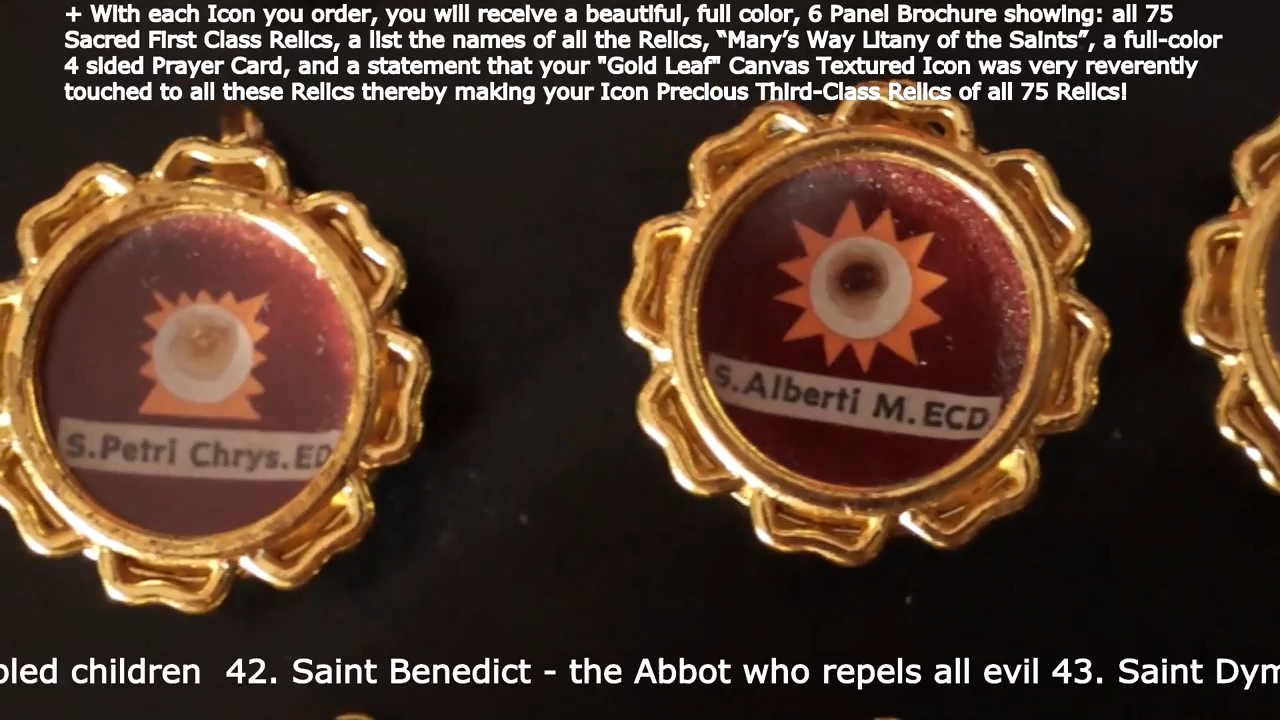 + With each Icon you order, you will receive a beautiful, full color, 6 Panel Brochure showing: all 75
Sacred First Class Relics, a list the names of all the Relics, “Mary’s Way Litany of the Saints”, a full-color
4 sided Prayer Card, and a statement that your "Gold Leaf" Canvas Textured Icon was very reverently
touched to all these Relics thereby making your Icon Precious Third-Class Relics of all 75 Relics!
S.Petri Chrys.ED
S.Alberti M.ECD
children 42. Saint Benedict - the Abbot who repels all evil 43. Saint